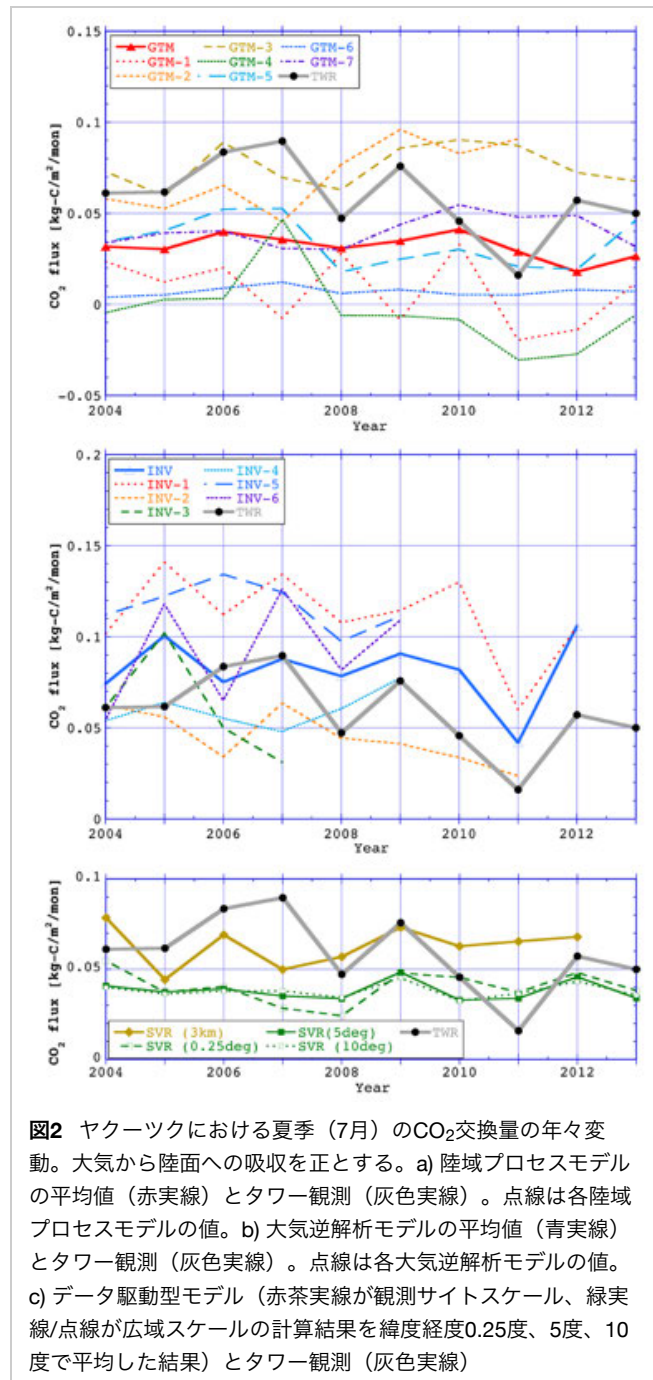 0.15
GTM
GTM-3
GTM-6
GTM-1
GTM-4
GTM-7
GTM-2
GTM-5
TWR
0.1
0.05
0
-0.05
CO2 flux [kg-C/m²/mon]
2004 2006 2008 2010 2012
Year
0.2
INV
INV-4
INV-1
INV-5
INV-2
INV-6
INV-3
TWR
0.15
0.1
0.05
0
CO2 flux [kg-C/m²/mon]
2004 2006 2008 2010 2012
Year
0.1
0.05
0
CO2 flux [kg-C/m²/mon]
SVR (3km)
SVR(5deg)
TWR
SVR (0.25deg)
SVR (10deg)
2004 2006 2008 2010 2012
Year
図2 ヤクーツクにおける夏季（7月）のCO₂交換量の年々変
動。大気から陸面への吸収を正とする。a) 陸域プロセスモデル
の平均値（赤実線）とタワー観測（灰色実線）。点線は各陸域
プロセスモデルの値。b) 大気逆解析モデルの平均値（青実線）
とタワー観測（灰色実線）。点線は各大気逆解析モデルの値。
c) データ駆動型モデル（赤茶実線が観測サイトスケール、緑実
線/点線が広域スケールの計算結果を緯度経度0.25度、5度、10
度で平均した結果）とタワー観測（灰色実線）